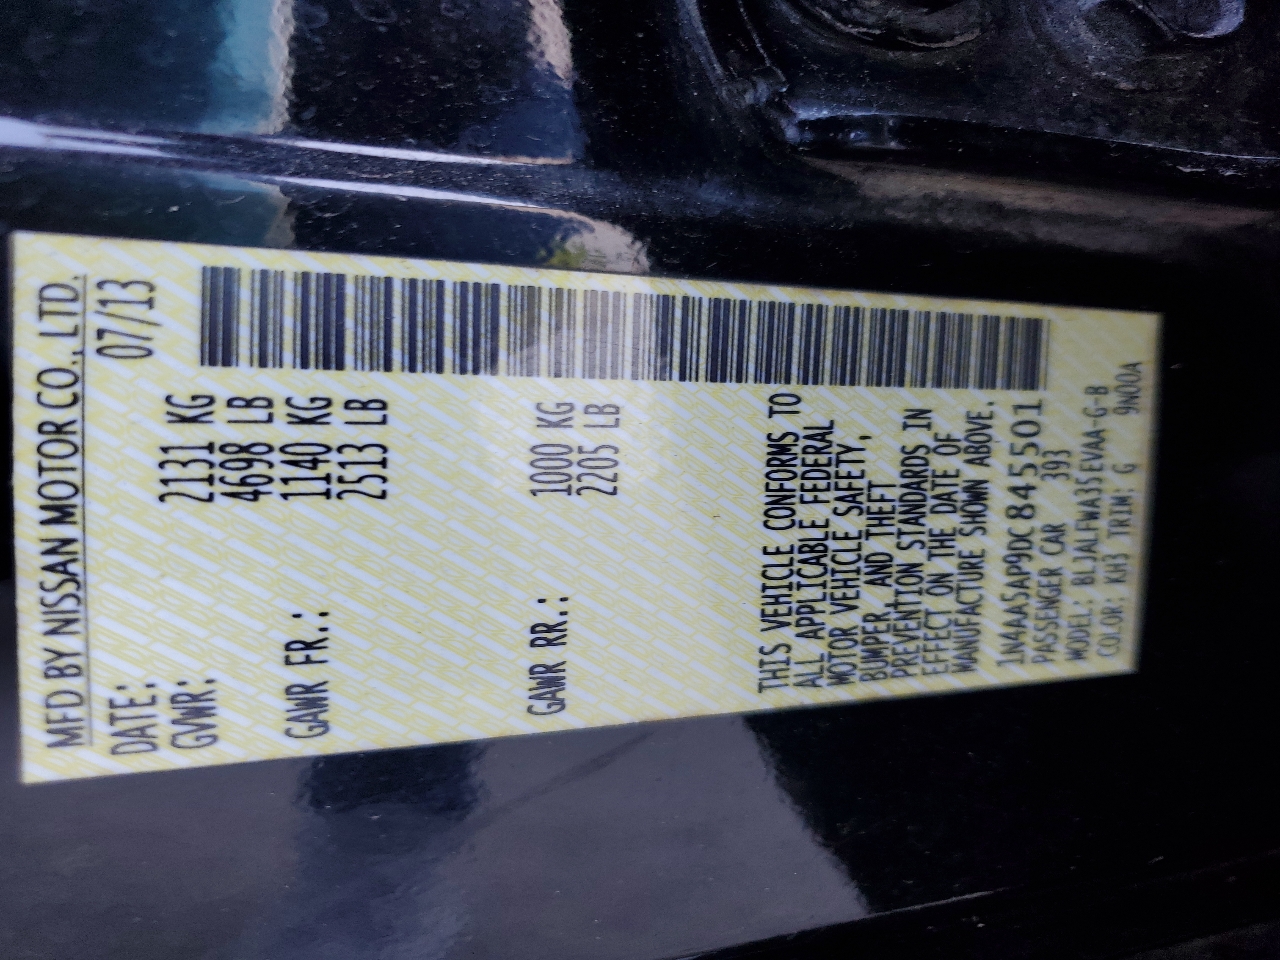 MFD BY NISSAN MOTOR CO., LTD.
DATE: 07/13
GVWR: 2131 KG
4698 LB
GAWR FR.: 1140 KG
2513 LB
GAWR RR.: 1000 KG
2205 LB
THIS VEHICLE CONFORMS TO
ALL APPLICABLE FEDERAL
MOTOR VEHICLE SAFETY,
BUMPER, AND THEFT
PREVENTION STANDARDS IN
EFFECT ON THE DATE OF
MANUFACTURE SHOWN ABOVE.
1N4AA5AP9DC845501
PASSENGER CAR 393
MODEL: BLJALFWA35EVAA-G-B
COLOR: KH3 TRIM: G 9N00A